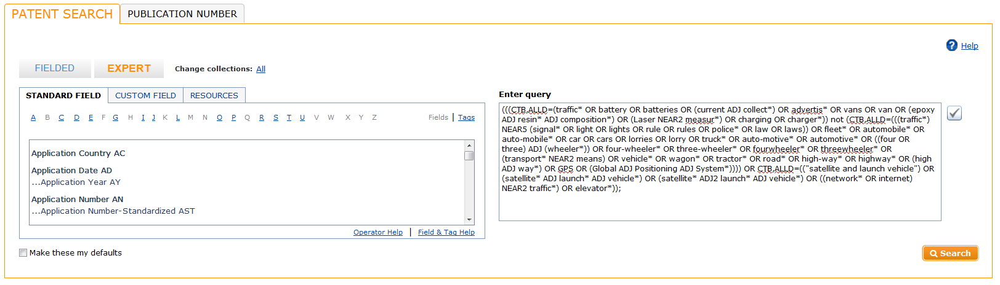 PATENT SEARCH
PUBLICATION NUMBER
? Help
FIELDED
EXPERT
Change collections: All
STANDARD FIELD
CUSTOM FIELD
RESOURCES
A B C D E F G H I J K L M N O P Q R S T U V W X Y Z
Fields | Tags
Application Country AC
Application Date AD
...Application Year AY
Application Number AN
...Application Number-Standardized AST
Operator Help | Field & Tag Help
Make these my defaults
Enter query
(((CTB,ALLD=(traffic* OR battery OR batteries OR (current ADJ collect*) OR advertis* OR vans OR van OR (epoxy
ADJ resin* ADJ composition*) OR (Laser NEAR2 measur*) OR charging OR charger*)) not (CTB,ALLD=(((traffic*)
NEAR5 (signal* OR light OR lights OR rule OR rules OR police* OR law OR laws)) OR fleet* OR automobile* OR
auto-mobile* OR car OR cars OR lorries OR lorry OR truck* OR auto-motive OR automotive* OR ((four OR
three) ADJ (wheeler*)) OR four-wheeler* OR three-wheeler* OR fourwheeler* OR threewheeler* OR
(transport* NEAR2 means) OR vehicle* OR wagon* OR tractor* OR road* OR high-way* OR highway* OR (high
ADJ way*) OR GPS OR (Global ADJ Positioning ADJ System*)))) OR CTB,ALLD=(("satellite and launch vehicle") OR
(satellite* ADJ launch* ADJ vehicle*) OR (satellite* ADJ2 launch* ADJ vehicle*) OR ((network* OR internet)
NEAR2 traffic*) OR elevator*));
Search